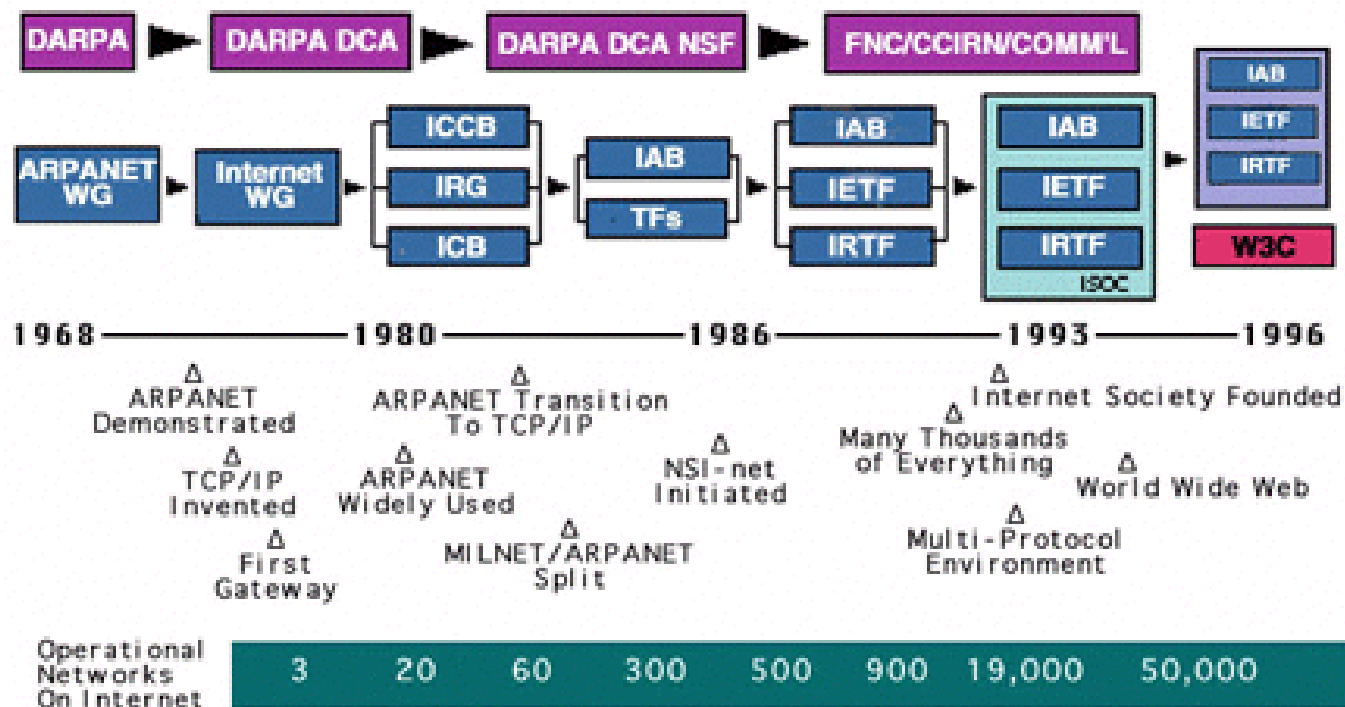 DARPA
DARPA DCA
DARPA DCA NSF
FNC/CCIRN/COMM'L
ARPANET
WG
Internet
WG
ICCB
IRG
ICB
IAB
TFs
IAB
IETF
IRTF
IAB
IETF
IRTF
ISOC
IAB
IETF
IRTF
W3C
1968
1980
1986
1993
1996
ARPANET
Demonstrated
ARPANET Transition
To TCP/IP
Internet Society Founded
TCP/IP
Invented
ARPANET
Widely Used
NSI-net
Initiated
Many Thousands
of Everything
World Wide Web
First
Gateway
MILNET/ARPANET
Split
Multi-Protocol
Environment
Operational
Networks
On Internet
3 20 60 300 500 900 19,000 50,000